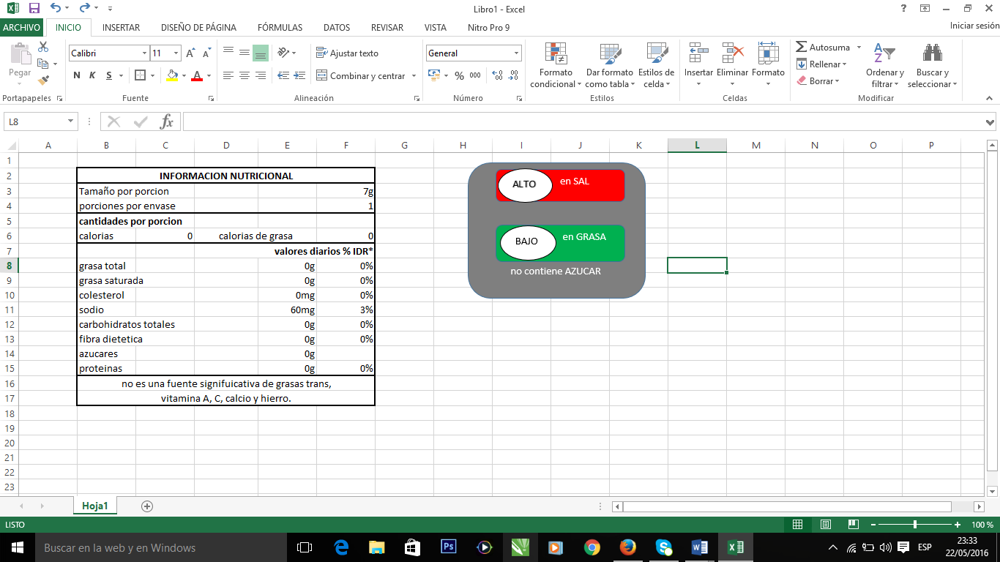 Libro1 - Excel
ARCHIVO INICIO INSERTAR DISEÑO DE PÁGINA FÓRMULAS DATOS REVISAR VISTA Nitro Pro 9 Iniciar sesión
Pegar
Portapapeles
Calibri 11
N K S
Fuente
Ajustar texto
Combinar y centrar
Alineación
General
% 000
Número
Formato condicional
Dar formato como tabla
Estilos de celda
Estilos
Insertar Eliminar Formato
Celdas
Autosuma
Rellenar
Borrar
Ordenar y filtrar
Buscar y seleccionar
Modificar
L8 fx
A B C D E F G H I J K L M N O P
1
2 INFORMACION NUTRICIONAL
3 Tamaño por porcion 7g
4 porciones por envase 1
5 cantidades por porcion
6 calorias 0 calorias de grasa 0
7 valores diarios % IDR*
8 grasa total 0g 0%
9 grasa saturada 0g 0%
10 colesterol 0mg 0%
11 sodio 60mg 3%
12 carbohidratos totales 0g 0%
13 fibra dietetica 0g 0%
14 azucares 0g
15 proteinas 0g 0%
16 no es una fuente signifuicativa de grasas trans,
17 vitamina A, C, calcio y hierro.
18
19
20
21
22
23
ALTO en SAL
BAJO en GRASA
no contiene AZUCAR
Hoja1
LISTO 100 %
Buscar en la web y en Windows
ESP
23:33
22/05/2016